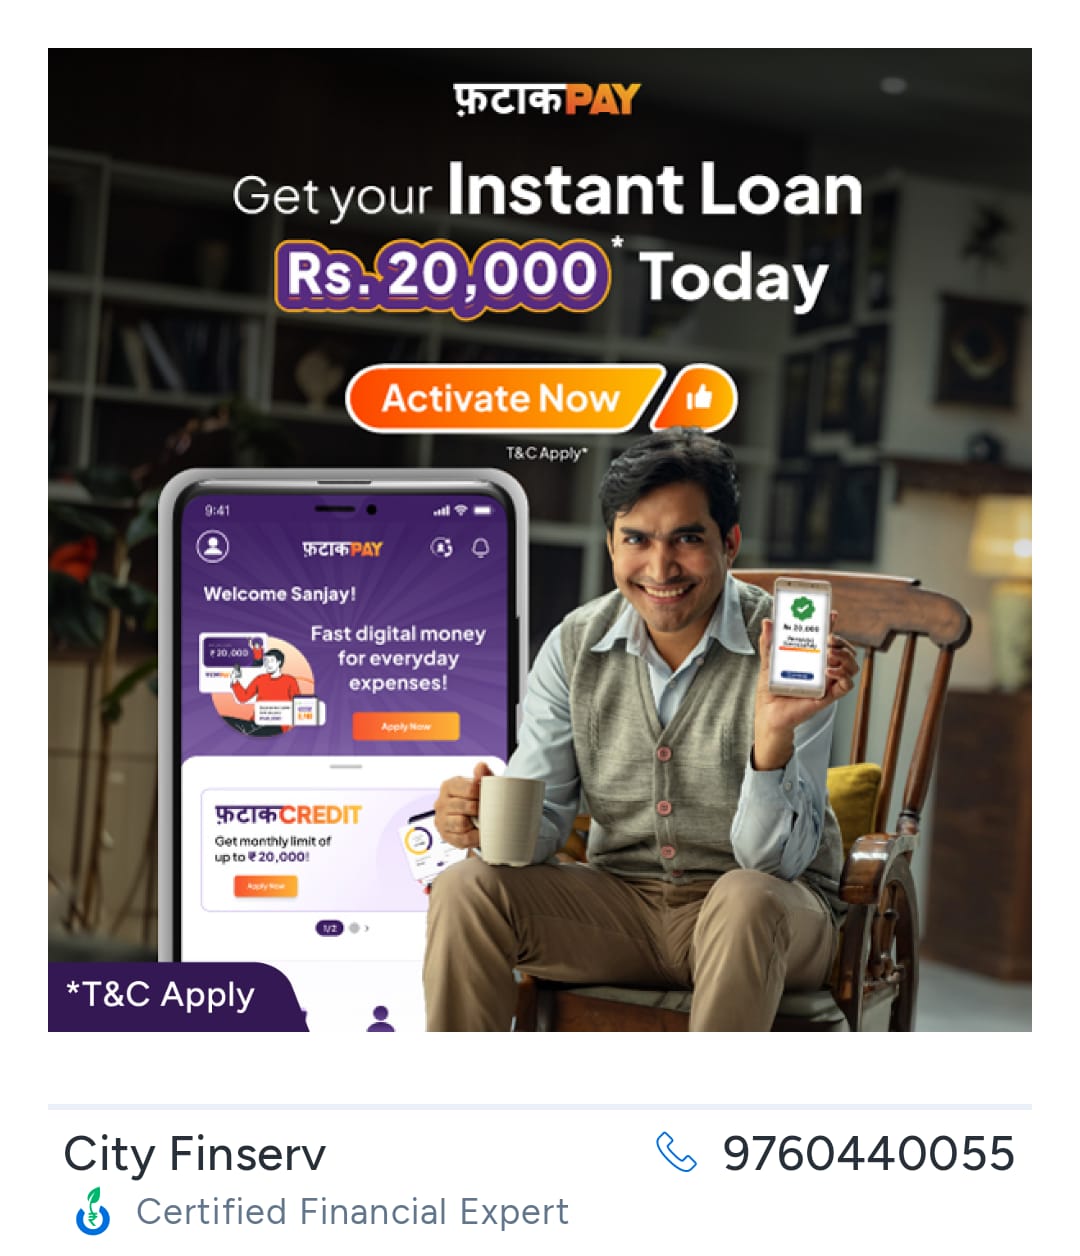 फ़टाकPAY
Get your Instant Loan
Rs. 20,000* Today
Activate Now
T&C Apply*
9:41
फ़टाकPAY
Welcome Sanjay!
Fast digital money
for everyday
expenses!
₹20,000
Apply Now
फ़टाकCREDIT
Get monthly limit of
up to ₹20,000!
Apply Now
1/2
Rs. 20,000
Successfully
*T&C Apply
City Finserv
9760440055
Certified Financial Expert